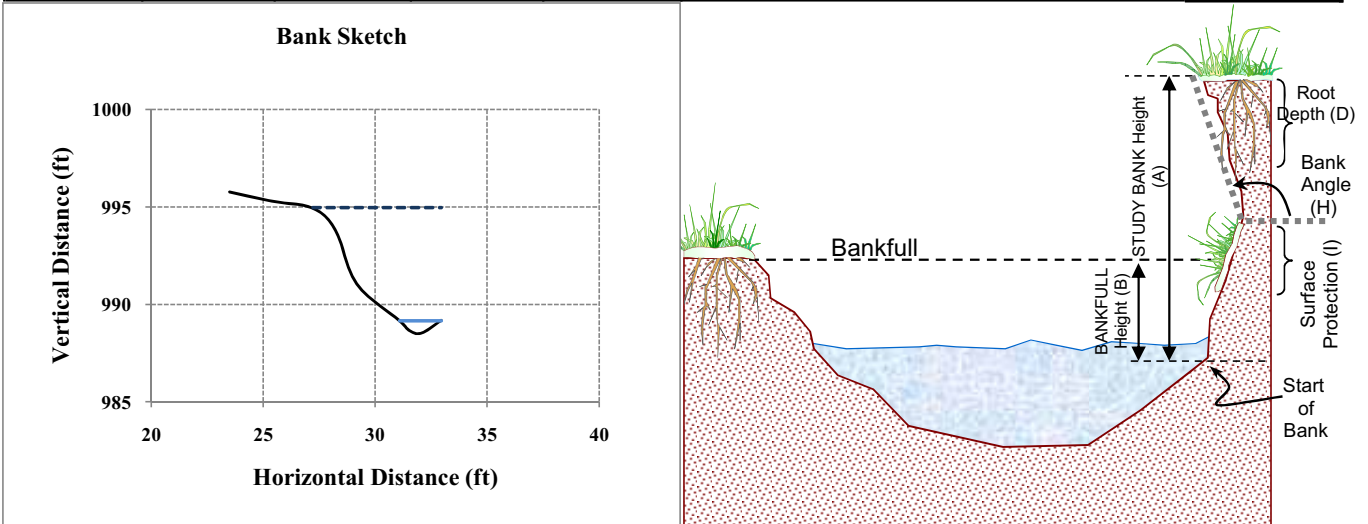 Bank Sketch
Vertical Distance (ft)
1000
995
990
985
20 25 30 35 40
Horizontal Distance (ft)
Bankfull
STUDY BANK Height
(A)
BANKFULL
Height (B)
Root
Depth (D)
Bank
Angle
(H)
Surface
Protection (I)
Start
of
Bank